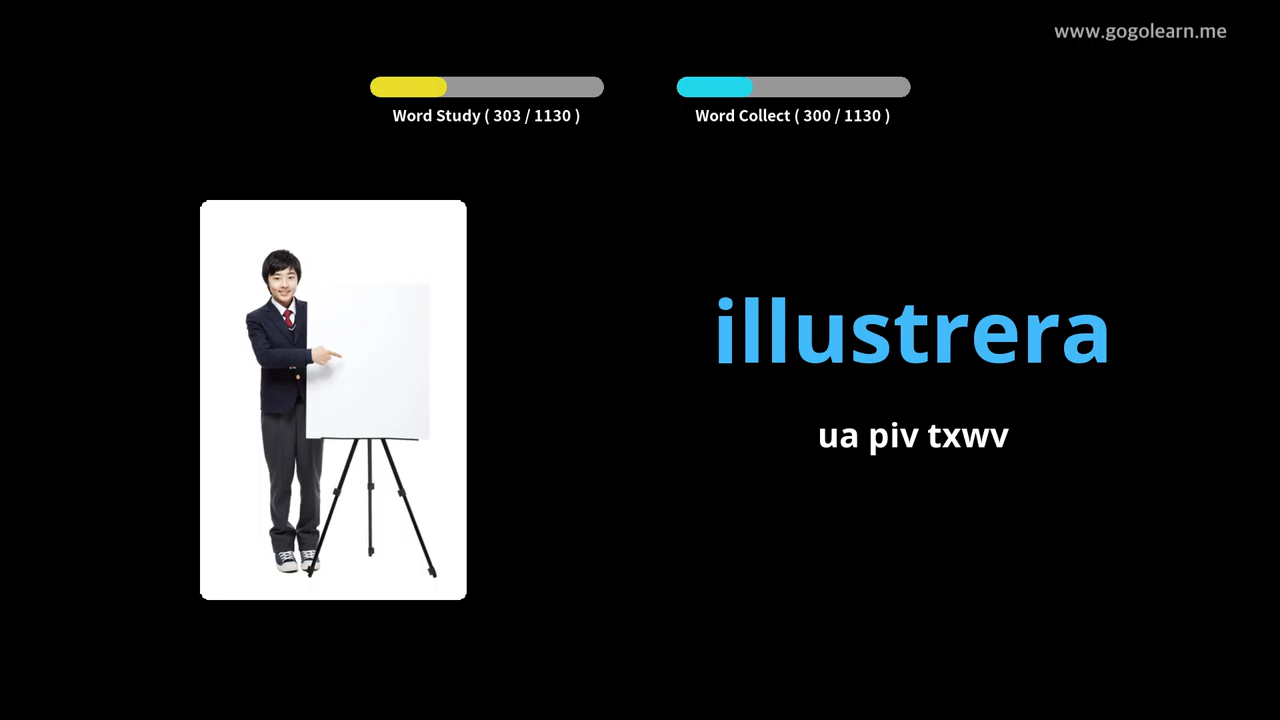 www.gogolearn.me
Word Study ( 303 / 1130 )
Word Collect ( 300 / 1130 )
illustrera
ua piv txwv